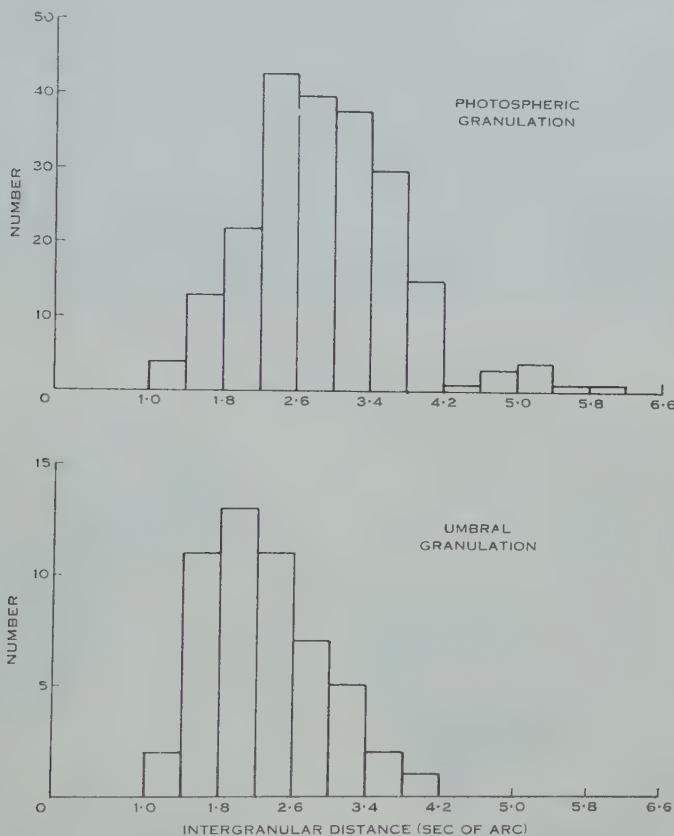 50
40
30
20
10
NUMBER
PHOTOSPHERIC
GRANULATION
0 1·0 1·8 2·6 3·4 4·2 5·0 5·8 6·6
15
10
5
NUMBER
UMBRAL
GRANULATION
0 1·0 1·8 2·6 3·4 4·2 5·0 5·8 6·6
INTERGRANULAR DISTANCE (SEC OF ARC)